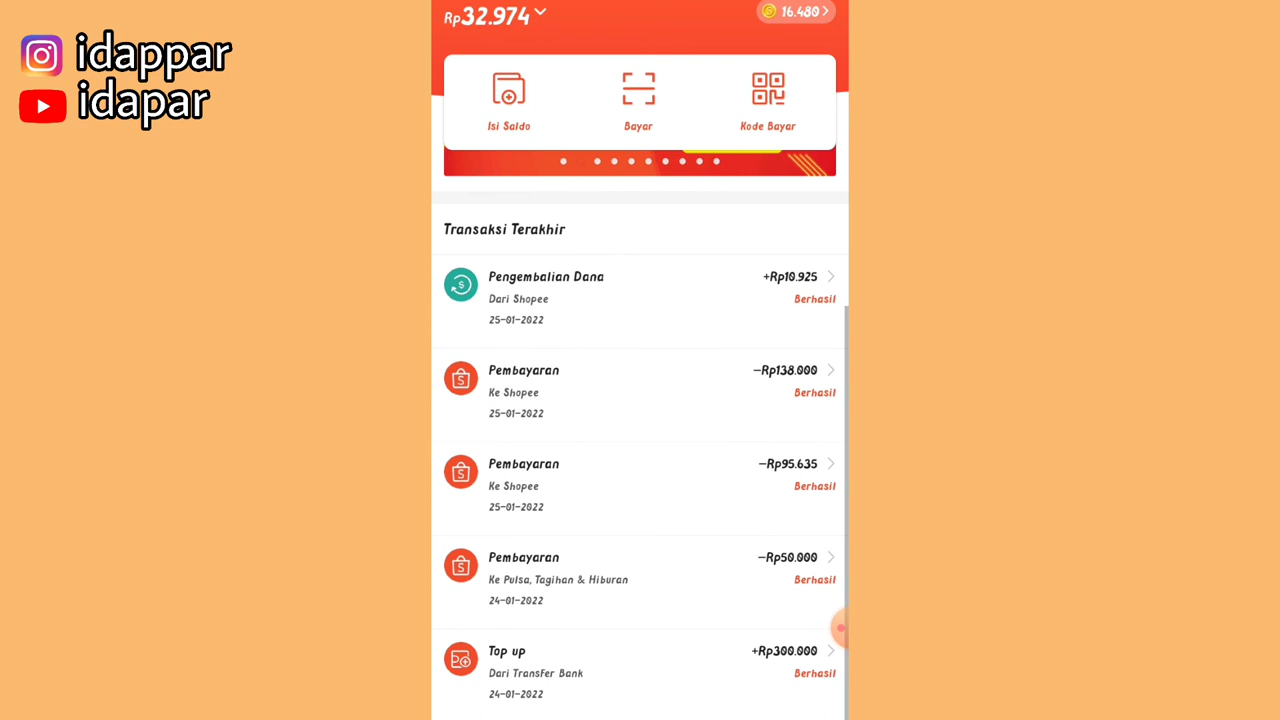 idappar
idapar
Rp32.974
16.480
Isi Saldo
Bayar
Kode Bayar
Transaksi Terakhir
Pengembalian Dana
+Rp10.925
Dari Shopee
Berhasil
25-01-2022
Pembayaran
-Rp138.000
Ke Shopee
Berhasil
25-01-2022
Pembayaran
-Rp95.635
Ke Shopee
Berhasil
25-01-2022
Pembayaran
-Rp50.000
Ke Pulsa, Tagihan & Hiburan
Berhasil
24-01-2022
Top up
+Rp300.000
Dari Transfer Bank
Berhasil
24-01-2022